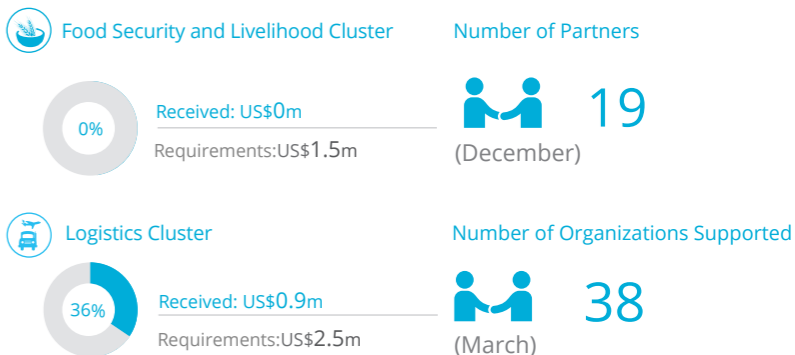 Food Security and Livelihood Cluster
Number of Partners
0%
Received: US$0m
Requirements:US$1.5m
19
(December)
Logistics Cluster
Number of Organizations Supported
36%
Received: US$0.9m
Requirements:US$2.5m
38
(March)